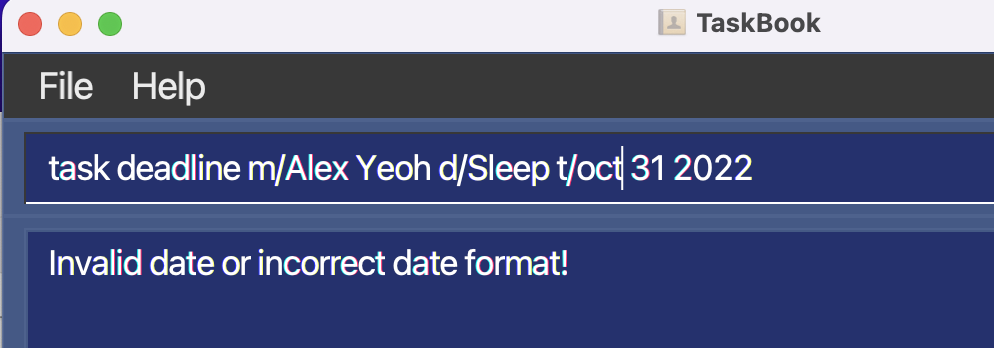 TaskBook
File Help
task deadline m/Alex Yeoh d/Sleep t/oct 31 2022
Invalid date or incorrect date format!